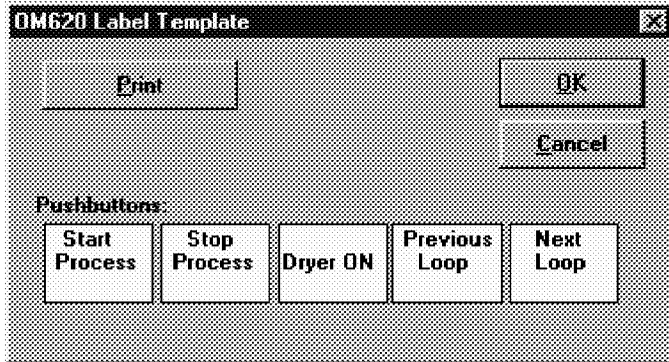 OM620 Label Template
Print
OK
Cancel
Pushbuttons:
Start Process
Stop Process
Dryer ON
Previous Loop
Next Loop